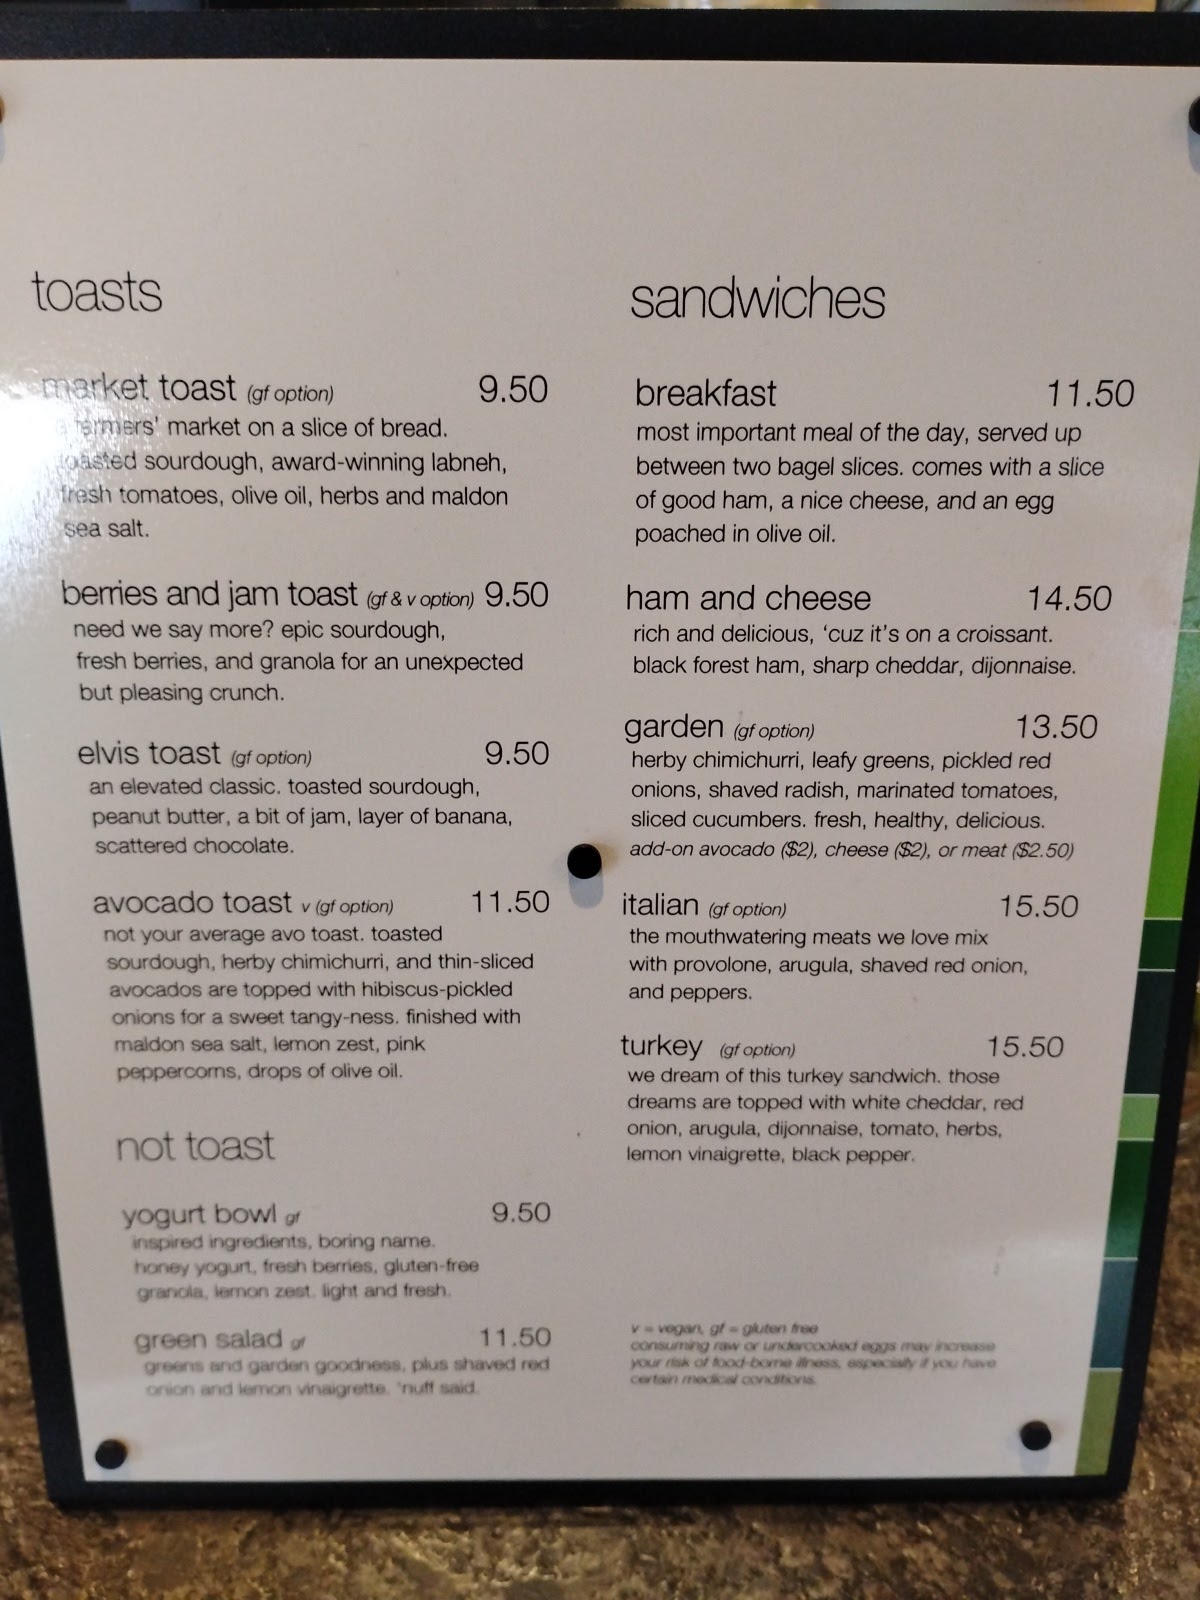 toasts
market toast (gf option) 9.50
a farmers' market on a slice of bread.
toasted sourdough, award-winning labneh,
fresh tomatoes, olive oil, herbs and maldon
sea salt.
berries and jam toast (gf & v option) 9.50
need we say more? epic sourdough,
fresh berries, and granola for an unexpected
but pleasing crunch.
elvis toast (gf option) 9.50
an elevated classic. toasted sourdough,
peanut butter, a bit of jam, layer of banana,
scattered chocolate.
avocado toast v (gf option) 11.50
not your average avo toast. toasted
sourdough, herby chimichurri, and thin-sliced
avocados are topped with hibiscus-pickled
onions for a sweet tangy-ness. finished with
maldon sea salt, lemon zest, pink
peppercorns, drops of olive oil.
not toast
yogurt bowl gf 9.50
inspired ingredients, boring name.
honey yogurt, fresh berries, gluten-free
granola, lemon zest. light and fresh.
green salad gf 11.50
greens and garden goodness, plus shaved red
onion and lemon vinaigrette. 'nuff said.
sandwiches
breakfast 11.50
most important meal of the day, served up
between two bagel slices. comes with a slice
of good ham, a nice cheese, and an egg
poached in olive oil.
ham and cheese 14.50
rich and delicious, 'cuz it's on a croissant.
black forest ham, sharp cheddar, dijonnaise.
garden (gf option) 13.50
herby chimichurri, leafy greens, pickled red
onions, shaved radish, marinated tomatoes,
sliced cucumbers. fresh, healthy, delicious.
add-on avocado ($2), cheese ($2), or meat ($2.50)
italian (gf option) 15.50
the mouthwatering meats we love mix
with provolone, arugula, shaved red onion,
and peppers.
turkey (gf option) 15.50
we dream of this turkey sandwich. those
dreams are topped with white cheddar, red
onion, arugula, dijonnaise, tomato, herbs,
lemon vinaigrette, black pepper.
v = vegan, gf = gluten free
consuming raw or undercooked eggs may increase
your risk of food-borne illness, especially if you have
certain medical conditions.